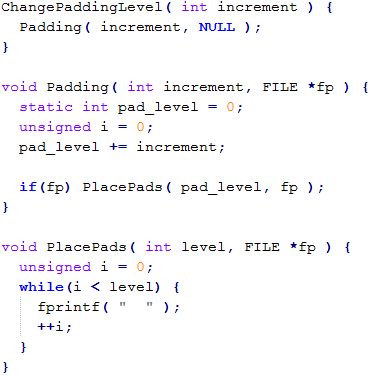 ChangePaddingLevel( int increment ) {
  Padding( increment, NULL );
}

void Padding( int increment, FILE *fp ) {
  static int pad_level = 0;
  unsigned i = 0;
  pad_level += increment;

  if(fp) PlacePads( pad_level, fp );
}

void PlacePads( int level, FILE *fp ) {
  unsigned i = 0;
  while(i < level) {
    fprintf( "  " );
    ++i;
  }
}